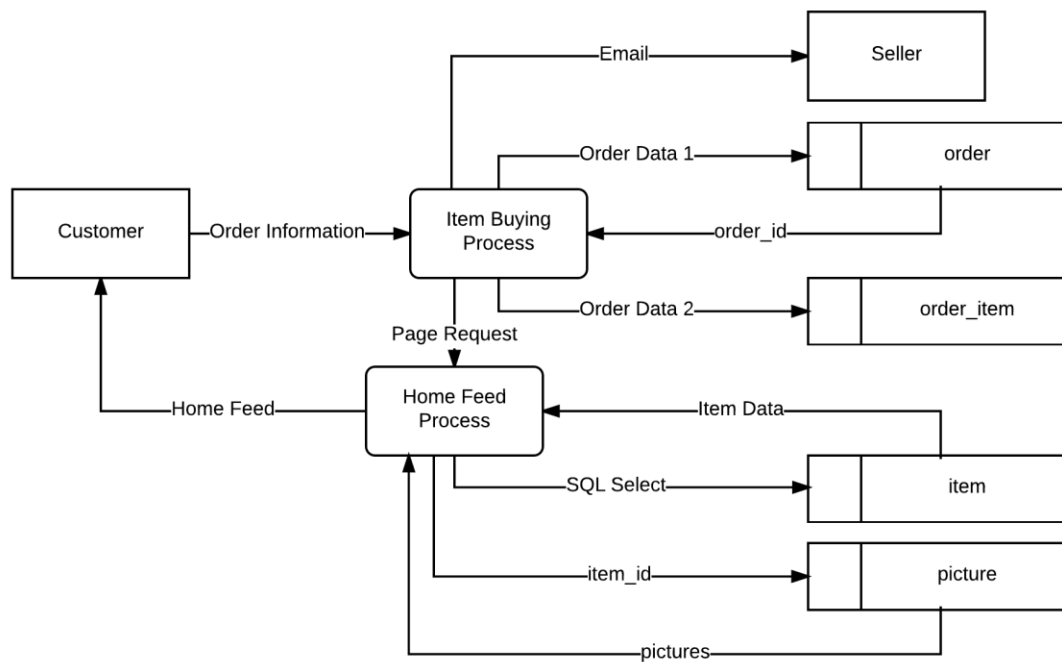 Email
Seller
Order Data 1
order
Customer
Order Information
Item Buying
Process
order_id
Order Data 2
order_item
Page Request
Home Feed
Home Feed
Process
Item Data
SQL Select
item
item_id
picture
pictures